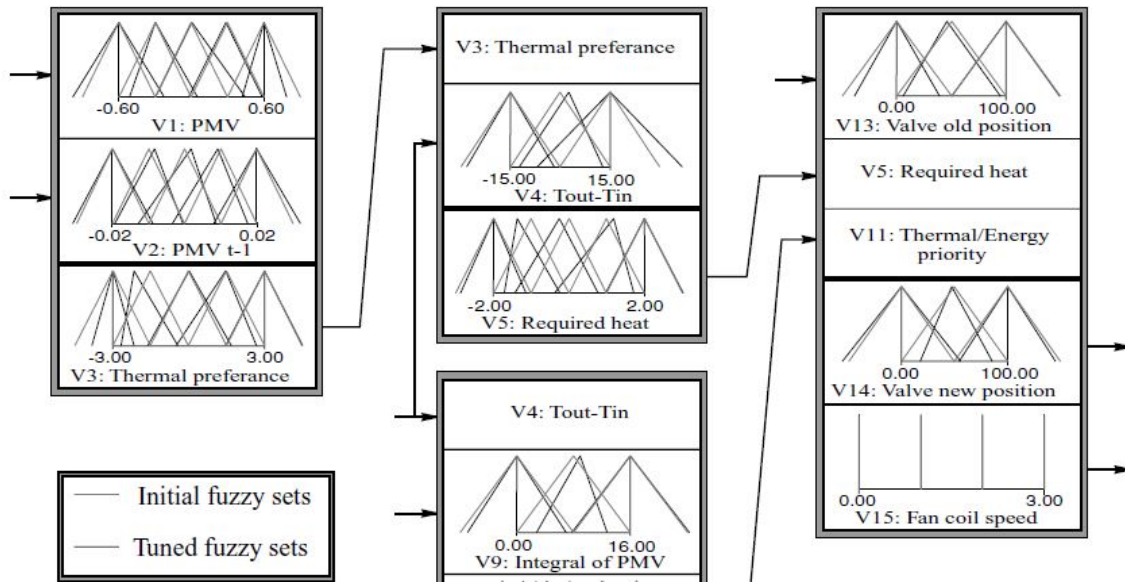 -0.60 0.60
V1: PMV
-0.02 0.02
V2: PMV t-1
-3.00 3.00
V3: Thermal preferance
Initial fuzzy sets
Tuned fuzzy sets
V3: Thermal preferance
-15.00 15.00
V4: Tout-Tin
-2.00 2.00
V5: Required heat
V4: Tout-Tin
0.00 16.00
V9: Integral of PMV
0.00 100.00
V13: Valve old position
V5: Required heat
V11: Thermal/Energy
priority
0.00 100.00
V14: Valve new position
0.00 3.00
V15: Fan coil speed